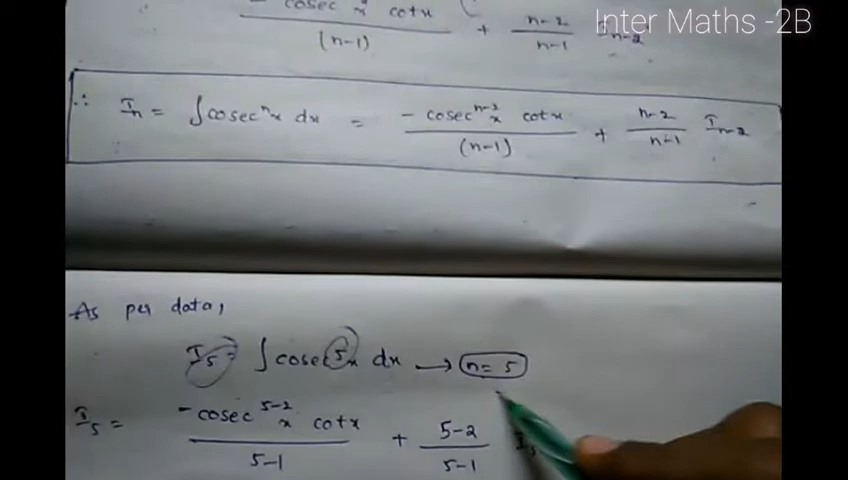 Inter Maths -2B
- cosec x cotx / (n-1) + n-2 / n-1 I n-2
∴ Iₙ = ∫cosecⁿx dx = - cosecⁿ⁻²x cotx / (n-1) + n-2 / n-1 Iₙ₋₂
As per data,
I₅ = ∫ cosec⁵x dx → n= 5
I₅ = -cosec⁵⁻²x cotx / 5-1 + 5-2 / 5-1